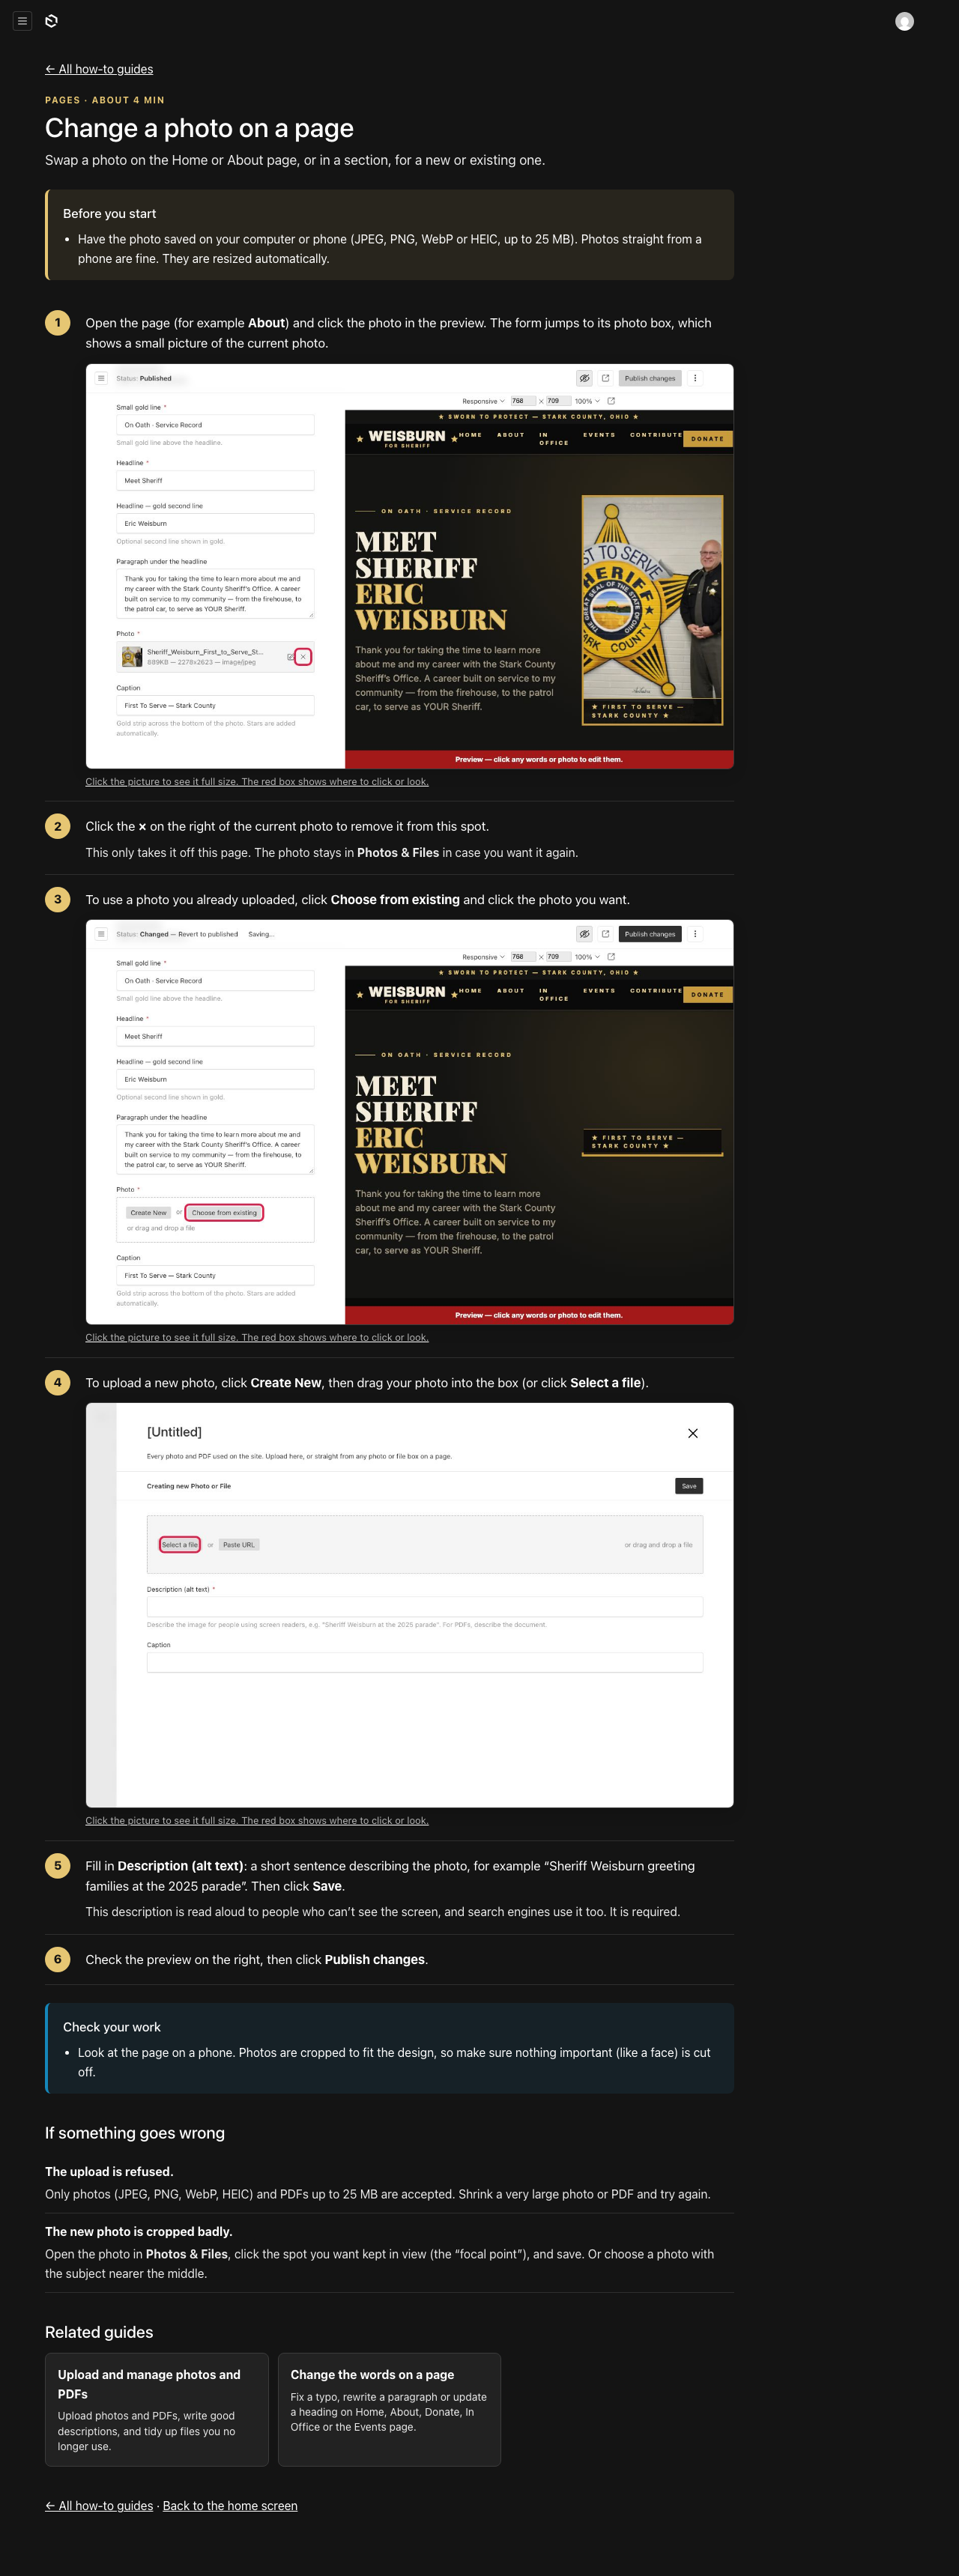 ← All how-to guides
PAGES · ABOUT 4 MIN
Change a photo on a page
Swap a photo on the Home or About page, or in a section, for a new or existing one.
Before you start
• Have the photo saved on your computer or phone (JPEG, PNG, WebP or HEIC, up to 25 MB). Photos straight from a
phone are fine. They are resized automatically.
1
Open the page (for example About) and click the photo in the preview. The form jumps to its photo box, which
shows a small picture of the current photo.
Status: Published
Publish changes
Small gold line *
On Oath · Service Record
Small gold line above the headline.
Headline *
Meet Sheriff
Headline — gold second line
Eric Weisburn
Optional second line shown in gold.
Paragraph under the headline
Thank you for taking the time to learn more about me and
my career with the Stark County Sheriff's Office. A career
built on service to my community — from the firehouse, to
the patrol car, to serve as YOUR Sheriff.
Photo *
Sheriff_Weisburn_First_to_Serve_St...
889KB — 2278x2623 — image/jpeg
Caption
First To Serve — Stark County
Gold strip across the bottom of the photo. Stars are added
automatically.
Responsive 768 × 709 100%
★ SWORN TO PROTECT — STARK COUNTY, OHIO ★
★ WEISBURN ★
FOR SHERIFF
HOME ABOUT IN OFFICE EVENTS CONTRIBUTE DONATE
ON OATH · SERVICE RECORD
MEET
SHERIFF
ERIC
WEISBURN
Thank you for taking the time to learn more
about me and my career with the Stark County
Sheriff's Office. A career built on service to my
community — from the firehouse, to the patrol
car, to serve as YOUR Sheriff.
ST TO SERVE
SHERIFF
THE GREAT SEAL OF THE STATE OF OHIO
STARK COUNTY
★ FIRST TO SERVE —
STARK COUNTY ★
Preview — click any words or photo to edit them.
Click the picture to see it full size. The red box shows where to click or look.
2
Click the × on the right of the current photo to remove it from this spot.
This only takes it off this page. The photo stays in Photos & Files in case you want it again.
3
To use a photo you already uploaded, click Choose from existing and click the photo you want.
Status: Changed — Revert to published Saving...
Publish changes
Small gold line *
On Oath · Service Record
Small gold line above the headline.
Headline *
Meet Sheriff
Headline — gold second line
Eric Weisburn
Optional second line shown in gold.
Paragraph under the headline
Thank you for taking the time to learn more about me and
my career with the Stark County Sheriff's Office. A career
built on service to my community — from the firehouse, to
the patrol car, to serve as YOUR Sheriff.
Photo *
Create New or Choose from existing
or drag and drop a file
Caption
First To Serve — Stark County
Gold strip across the bottom of the photo. Stars are added
automatically.
Responsive 768 × 709 100%
★ SWORN TO PROTECT — STARK COUNTY, OHIO ★
★ WEISBURN ★
FOR SHERIFF
HOME ABOUT IN OFFICE EVENTS CONTRIBUTE DONATE
ON OATH · SERVICE RECORD
MEET
SHERIFF
ERIC
WEISBURN
Thank you for taking the time to learn more
about me and my career with the Stark County
Sheriff's Office. A career built on service to my
community — from the firehouse, to the patrol
car, to serve as YOUR Sheriff.
★ FIRST TO SERVE —
STARK COUNTY ★
Preview — click any words or photo to edit them.
Click the picture to see it full size. The red box shows where to click or look.
4
To upload a new photo, click Create New, then drag your photo into the box (or click Select a file).
[Untitled]
Every photo and PDF used on the site. Upload here, or straight from any photo or file box on a page.
Creating new Photo or File
Save
Select a file or Paste URL
or drag and drop a file
Description (alt text) *
Describe the image for people using screen readers, e.g. "Sheriff Weisburn at the 2025 parade". For PDFs, describe the document.
Caption
Click the picture to see it full size. The red box shows where to click or look.
5
Fill in Description (alt text): a short sentence describing the photo, for example “Sheriff Weisburn greeting
families at the 2025 parade”. Then click Save.
This description is read aloud to people who can’t see the screen, and search engines use it too. It is required.
6
Check the preview on the right, then click Publish changes.
Check your work
• Look at the page on a phone. Photos are cropped to fit the design, so make sure nothing important (like a face) is cut
off.
If something goes wrong
The upload is refused.
Only photos (JPEG, PNG, WebP, HEIC) and PDFs up to 25 MB are accepted. Shrink a very large photo or PDF and try again.
The new photo is cropped badly.
Open the photo in Photos & Files, click the spot you want kept in view (the “focal point”), and save. Or choose a photo with
the subject nearer the middle.
Related guides
Upload and manage photos and
PDFs
Upload photos and PDFs, write good
descriptions, and tidy up files you no
longer use.
Change the words on a page
Fix a typo, rewrite a paragraph or update
a heading on Home, About, Donate, In
Office or the Events page.
← All how-to guides · Back to the home screen